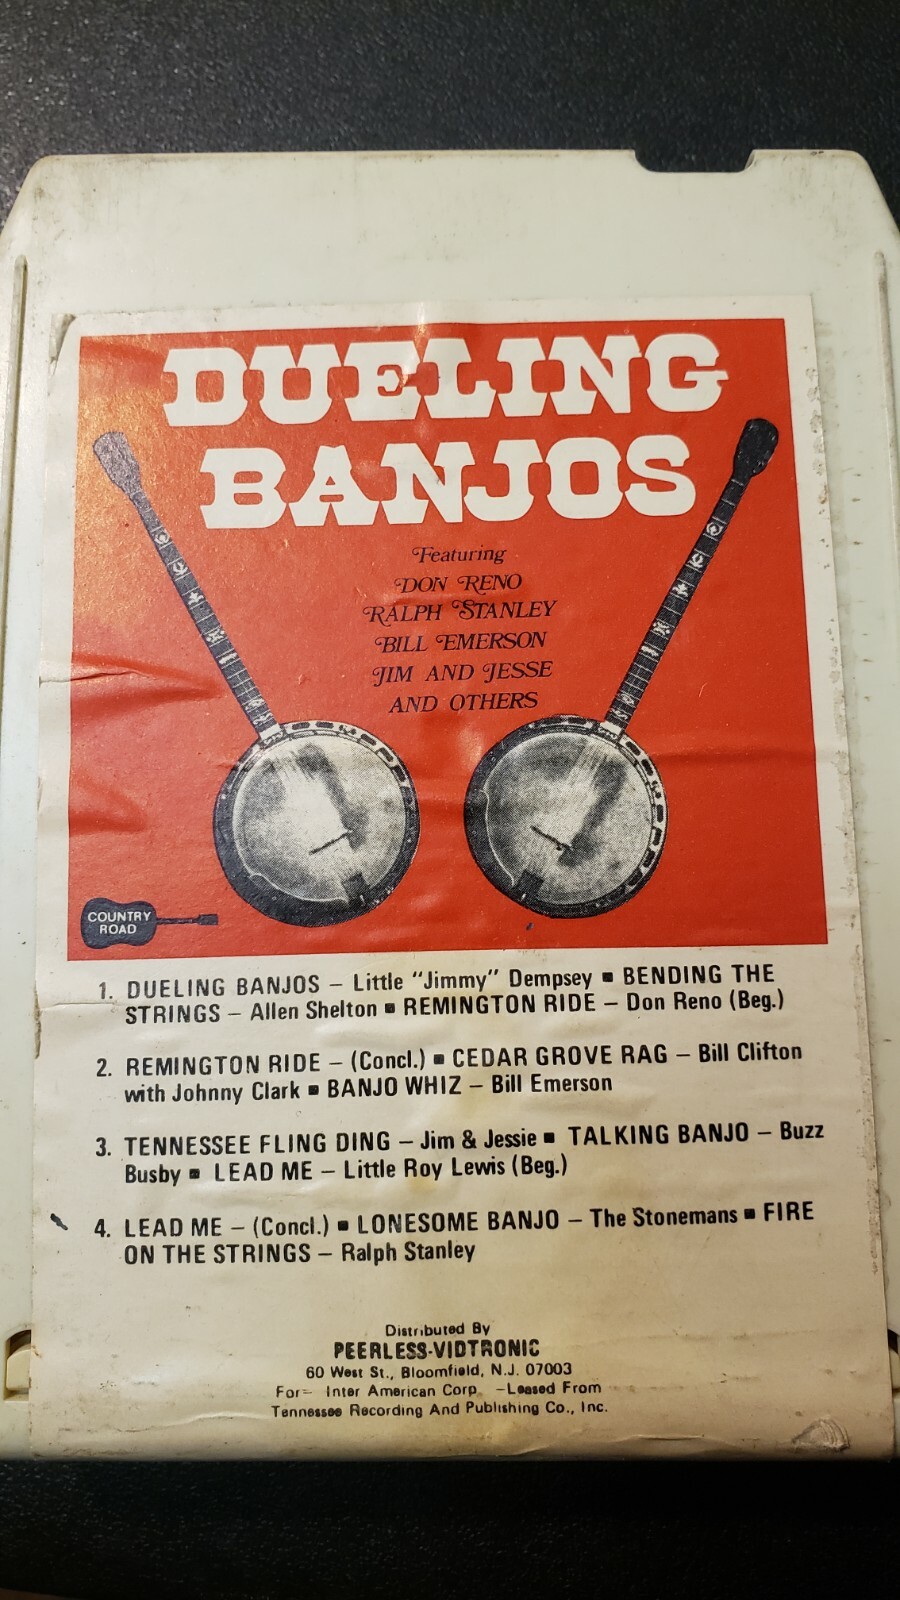 DUELING
BANJOS
Featuring
DON RENO
RALPH STANLEY
BILL EMERSON
JIM AND JESSE
AND OTHERS
COUNTRY
ROAD
1. DUELING BANJOS – Little "Jimmy" Dempsey ■ BENDING THE
STRINGS – Allen Shelton ■ REMINGTON RIDE – Don Reno (Beg.)
2. REMINGTON RIDE – (Concl.) ■ CEDAR GROVE RAG – Bill Clifton
with Johnny Clark ■ BANJO WHIZ – Bill Emerson
3. TENNESSEE FLING DING – Jim & Jessie ■ TALKING BANJO – Buzz
Busby ■ LEAD ME – Little Roy Lewis (Beg.)
4. LEAD ME – (Concl.) ■ LONESOME BANJO – The Stonemans ■ FIRE
ON THE STRINGS – Ralph Stanley
Distributed By
PEERLESS-VIDTRONIC
60 West St., Bloomfield, N.J. 07003
For= Inter American Corp. –Leased From
Tennessee Recording And Publishing Co., Inc.